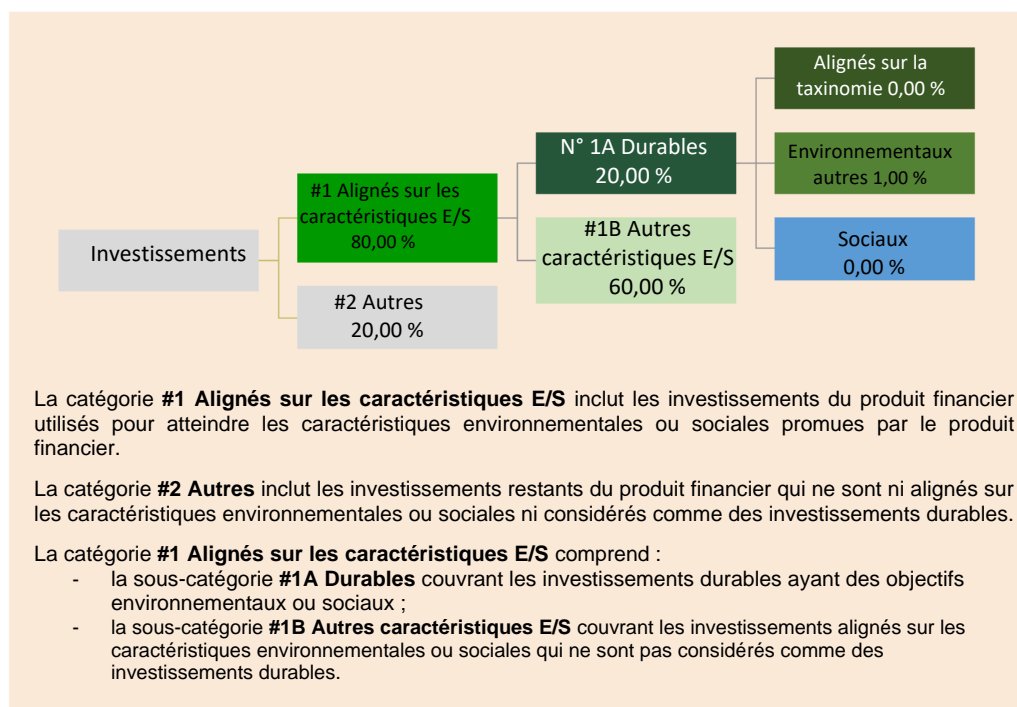 Investissements
#1 Alignés sur les
caractéristiques E/S
80,00 %
#2 Autres
20,00 %
N° 1A Durables
20,00 %
#1B Autres
caractéristiques E/S
60,00 %
Alignés sur la
taxinomie 0,00 %
Environnementaux
autres 1,00 %
Sociaux
0,00 %
La catégorie #1 Alignés sur les caractéristiques E/S inclut les investissements du produit financier
utilisés pour atteindre les caractéristiques environnementales ou sociales promues par le produit
financier.
La catégorie #2 Autres inclut les investissements restants du produit financier qui ne sont ni alignés sur
les caractéristiques environnementales ou sociales ni considérés comme des investissements durables.
La catégorie #1 Alignés sur les caractéristiques E/S comprend :
- la sous-catégorie #1A Durables couvrant les investissements durables ayant des objectifs
environnementaux ou sociaux ;
- la sous-catégorie #1B Autres caractéristiques E/S couvrant les investissements alignés sur les
caractéristiques environnementales ou sociales qui ne sont pas considérés comme des
investissements durables.